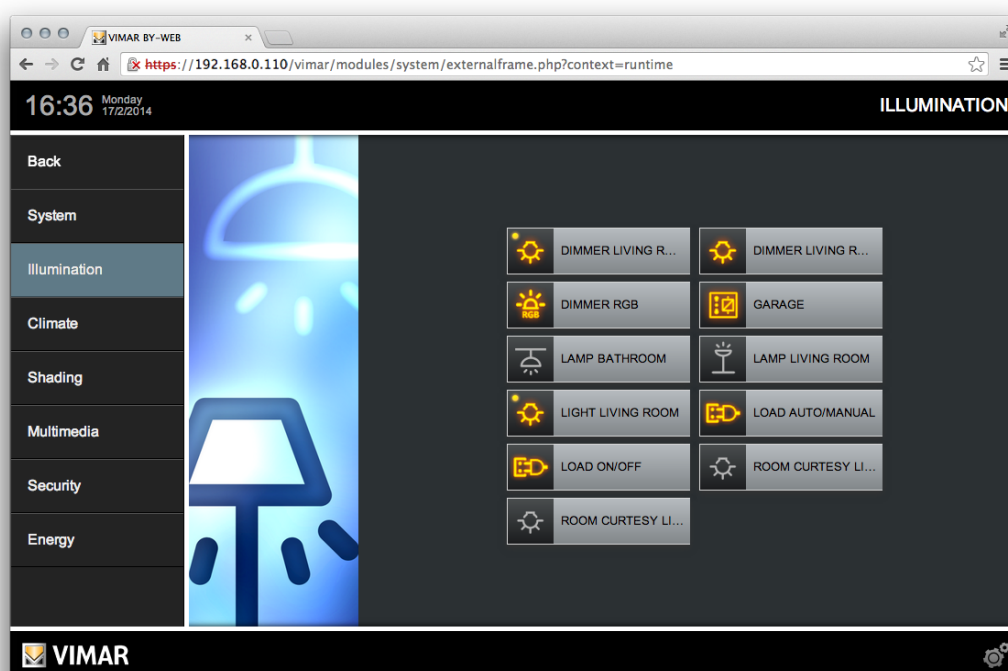 VIMAR BY-WEB
https://192.168.0.110/vimar/modules/system/externalframe.php?context=runtime
16:36 Monday
17/2/2014
ILLUMINATION
Back
System
Illumination
Climate
Shading
Multimedia
Security
Energy
DIMMER LIVING R... DIMMER LIVING R...
DIMMER RGB GARAGE
RGB
LAMP BATHROOM LAMP LIVING ROOM
LIGHT LIVING ROOM LOAD AUTO/MANUAL
LOAD ON/OFF ROOM CURTESY LI...
ROOM CURTESY LI...
VIMAR